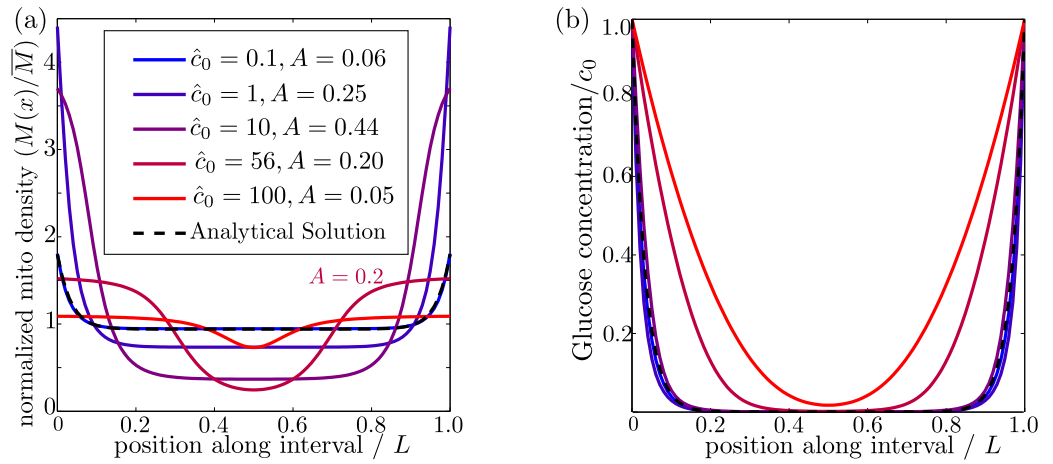 (a)
normalized mito density (M(x)/M̅)
4
3
2
1
0
ĉ₀ = 0.1, A = 0.06
ĉ₀ = 1, A = 0.25
ĉ₀ = 10, A = 0.44
ĉ₀ = 56, A = 0.20
ĉ₀ = 100, A = 0.05
Analytical Solution
A = 0.2
0 0.2 0.4 0.6 0.8 1.0
position along interval / L
(b)
Glucose concentration/c₀
1.0
0.8
0.6
0.4
0.2
0 0.2 0.4 0.6 0.8 1.0
position along interval / L